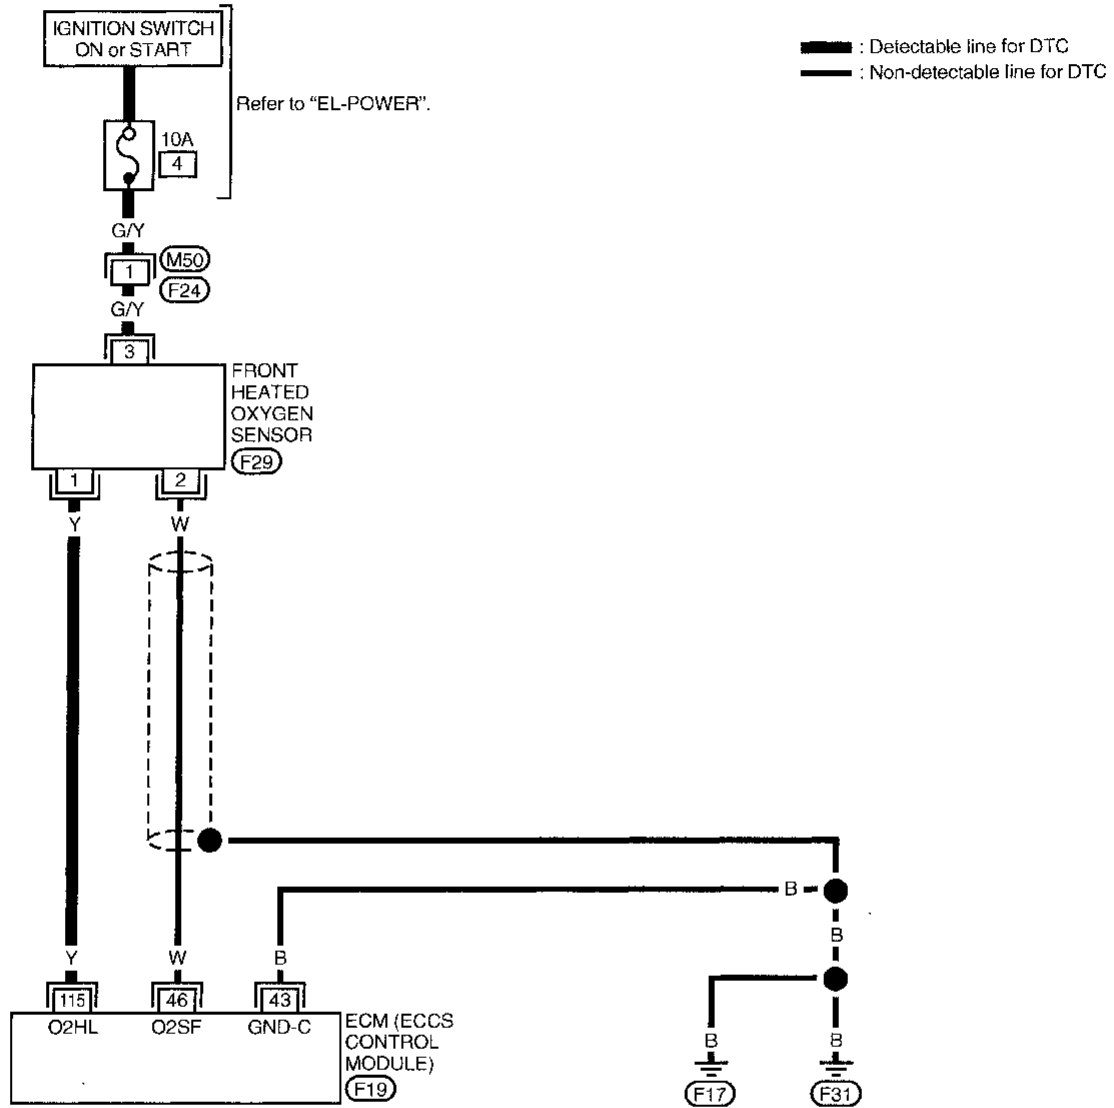 IGNITION SWITCH
ON or START
: Detectable line for DTC
: Non-detectable line for DTC
Refer to "EL-POWER".
10A
4
G/Y
1
M50
F24
G/Y
3
FRONT
HEATED
OXYGEN
SENSOR
F29
1
2
Y
W
B
B
Y
W
B
115
46
43
O2HL
O2SF
GND-C
ECM (ECCS
CONTROL
MODULE)
F19
B
B
F17
F31